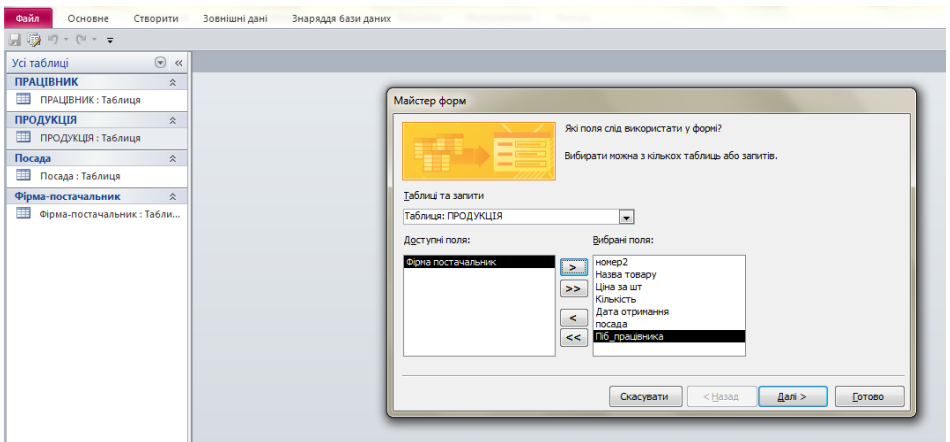 Файл Основне Створити Зовнішні дані Знаряддя бази даних
Усі таблиці
ПРАЦІВНИК
ПРАЦІВНИК : Таблиця
ПРОДУКЦІЯ
ПРОДУКЦІЯ : Таблиця
Посада
Посада : Таблиця
Фірма-постачальник
Фірма-постачальник : Табли...
Майстер форм
Які поля слід використати у формі?
Вибирати можна з кількох таблиць або запитів.
Таблиці та запити
Таблиця: ПРОДУКЦІЯ
Доступні поля:
Вибрані поля:
Фірма постачальник
>
>>
<
<<
номер2
Назва товару
Ціна за шт
Кількість
Дата отримання
посада
Піб_працівника
Скасувати < Назад Далі > Готово